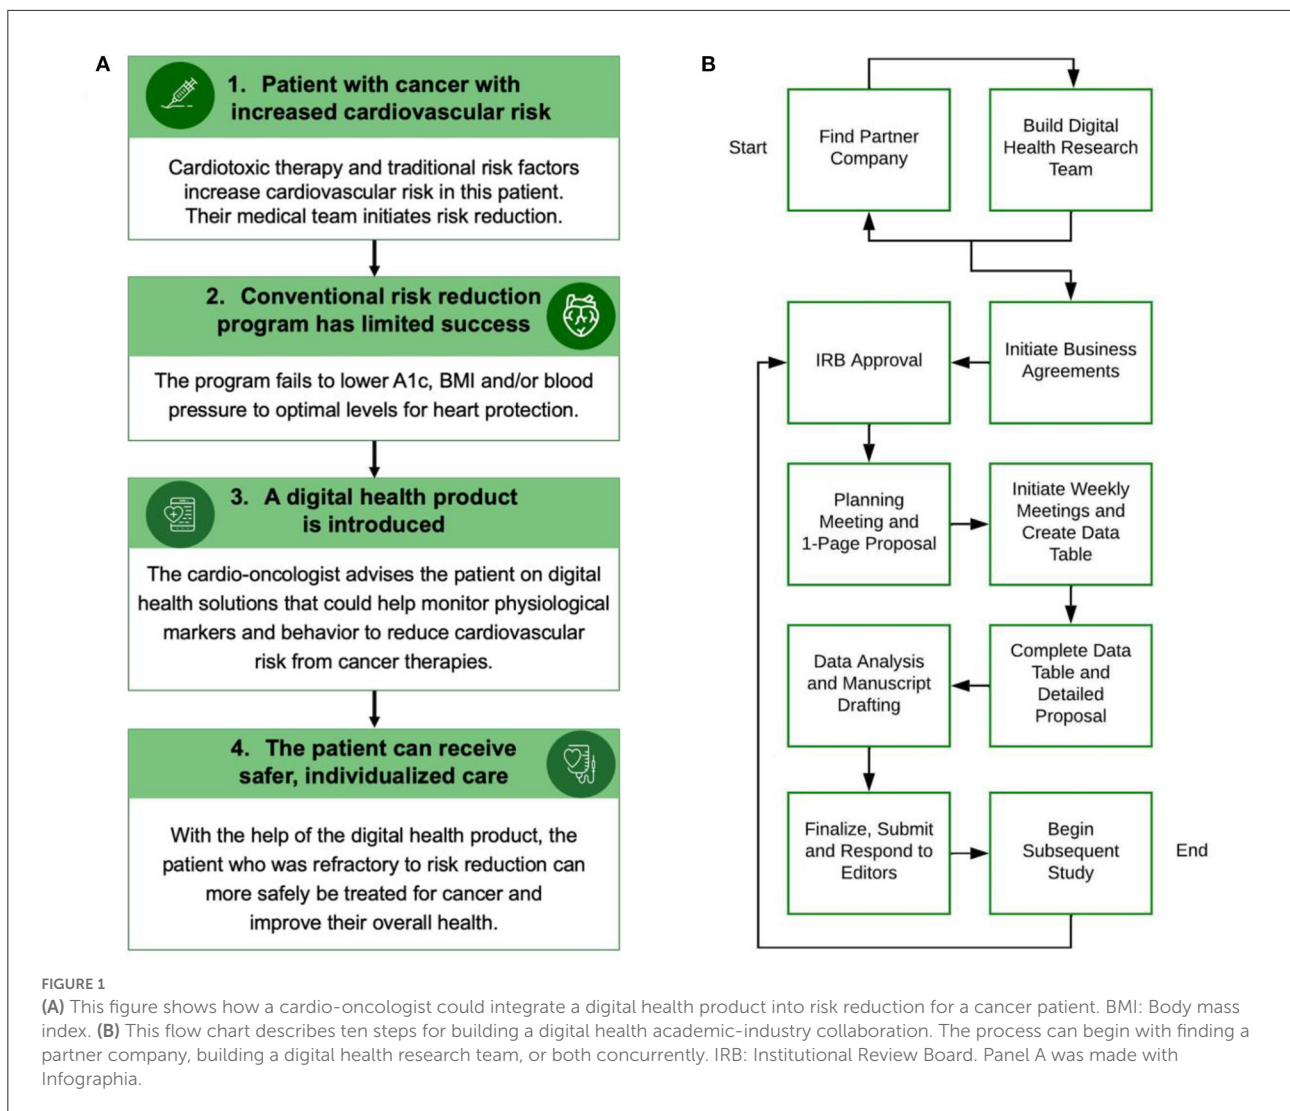 A
1. Patient with cancer with
increased cardiovascular risk
Cardiotoxic therapy and traditional risk factors
increase cardiovascular risk in this patient.
Their medical team initiates risk reduction.
2. Conventional risk reduction
program has limited success
The program fails to lower A1c, BMI and/or blood
pressure to optimal levels for heart protection.
3. A digital health product
is introduced
The cardio-oncologist advises the patient on digital
health solutions that could help monitor physiological
markers and behavior to reduce cardiovascular
risk from cancer therapies.
4. The patient can receive
safer, individualized care
With the help of the digital health product, the
patient who was refractory to risk reduction can
more safely be treated for cancer and
improve their overall health.
B
Start
Find Partner
Company
Build Digital
Health Research
Team
IRB Approval
Initiate Business
Agreements
Planning
Meeting and
1-Page Proposal
Initiate Weekly
Meetings and
Create Data
Table
Data Analysis
and Manuscript
Drafting
Complete Data
Table and
Detailed
Proposal
Finalize, Submit
and Respond to
Editors
Begin
Subsequent
Study
End
FIGURE 1
(A) This figure shows how a cardio-oncologist could integrate a digital health product into risk reduction for a cancer patient. BMI: Body mass
index. (B) This flow chart describes ten steps for building a digital health academic-industry collaboration. The process can begin with finding a
partner company, building a digital health research team, or both concurrently. IRB: Institutional Review Board. Panel A was made with
Infographia.